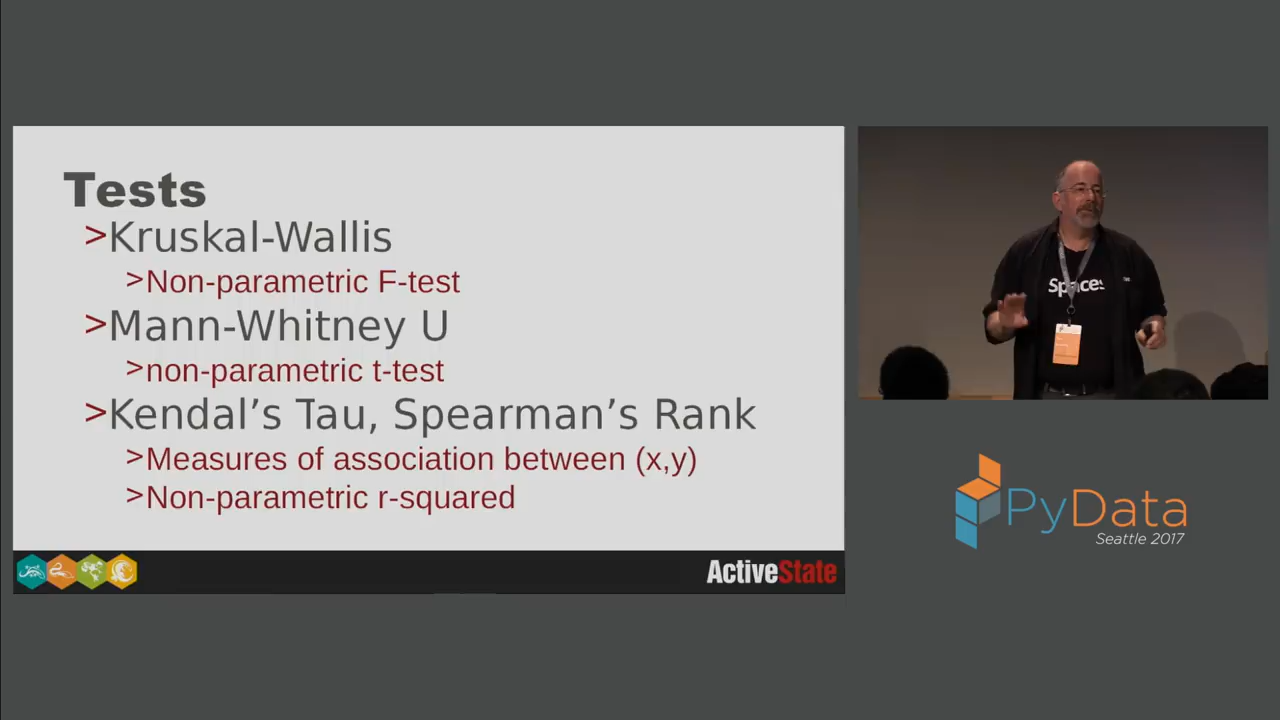 Tests
>Kruskal-Wallis
>Non-parametric F-test
>Mann-Whitney U
>non-parametric t-test
>Kendal’s Tau, Spearman’s Rank
>Measures of association between (x,y)
>Non-parametric r-squared
ActiveState
Spaces
PyData
Seattle 2017